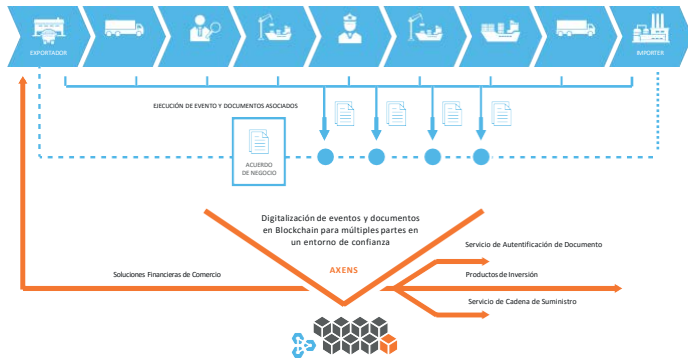 EXPORTADOR
IMPORTER
EJECUCIÓN DE EVENTO Y DOCUMENTOS ASOCIADOS
ACUERDO
DE NEGOCIO
Digitalización de eventos y documentos
en Blockchain para múltiples partes en
un entorno de confianza
AXENS
Servicio de Autentificación de Documento
Soluciones Financieras de Comercio
Productos de Inversión
Servicio de Cadena de Suministro